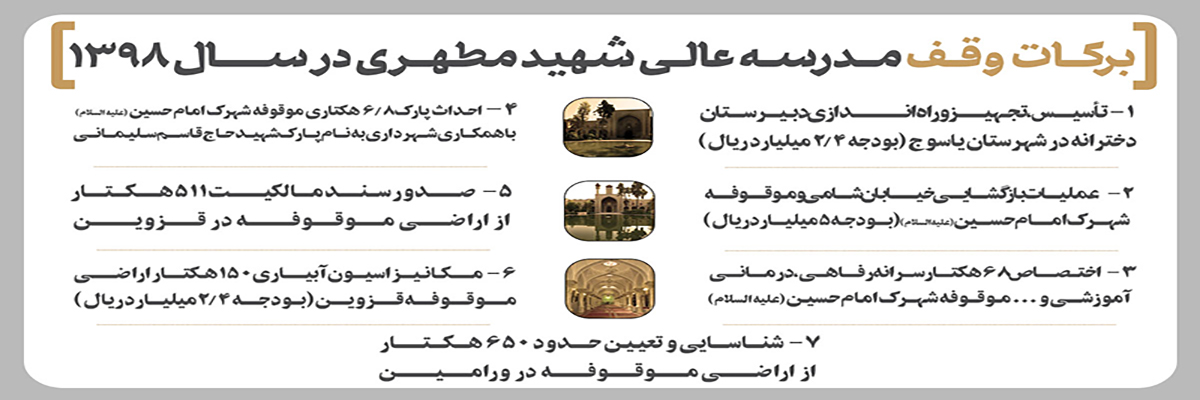 [برکات وقف مدرسه عالی شهید مطهری در سال ۱۳۹۸]
۱- تأسیس،تجهیز و راه اندازی دبیرستان
دخترانه در شهرستان یاسوج (بودجه ۲/۴ میلیارد ریال)
۲- عملیات بازگشایی خیابان شامی و موقوفه
شهرک امام حسین (علیه السلام) (بودجه ۵ میلیارد ریال)
۳- اختصاص ۶۸ هکتار سرانه رفاهی، درمانی
آموزشی و ... موقوفه شهرک امام حسین (علیه السلام)
۴- احداث پارک ۶/۸ هکتاری موقوفه شهرک امام حسین (علیه السلام)
با همکاری شهرداری به نام پارک شهید حاج قاسم سلیمانی
۵- صدور سند مالکیت ۵۱۱ هکتار
از اراضی موقوفه در قزوین
۶- مکانیزاسیون آبیاری ۱۵۰ هکتار اراضی
موقوفه قزوین (بودجه ۲/۴ میلیارد ریال)
۷- شناسایی و تعیین حدود ۶۵۰ هکتار
از اراضی موقوفه در ورامین